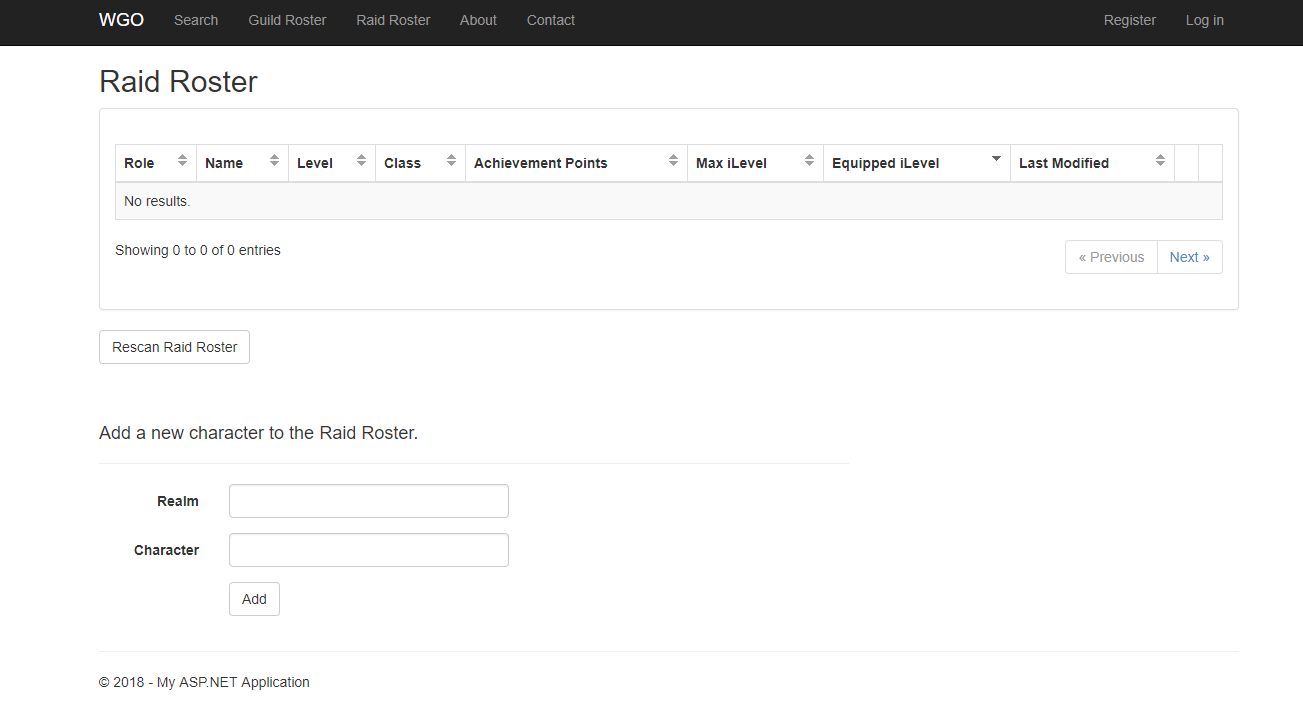 WGO Search Guild Roster Raid Roster About Contact Register Log in
Raid Roster
Role Name Level Class Achievement Points Max iLevel Equipped iLevel Last Modified
No results.
Showing 0 to 0 of 0 entries
« Previous Next »
Rescan Raid Roster
Add a new character to the Raid Roster.
Realm
Character
Add
© 2018 - My ASP.NET Application